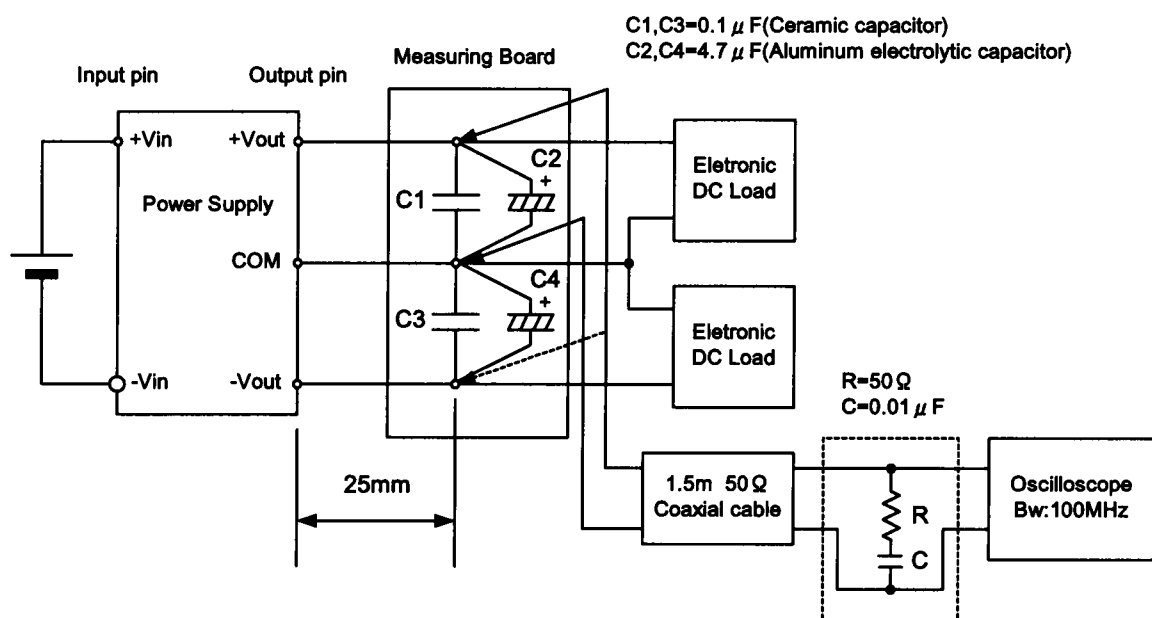 C1,C3=0.1 μ F(Ceramic capacitor)
C2,C4=4.7 μ F(Aluminum electrolytic capacitor)
Measuring Board
Input pin
Output pin
+Vin
+Vout
C2
+
Eletronic
DC Load
C1
Power Supply
COM
C4
+
C3
Eletronic
DC Load
-Vin
-Vout
R=50Ω
C=0.01 μ F
25mm
1.5m 50Ω
Coaxial cable
R
C
Oscilloscope
Bw:100MHz